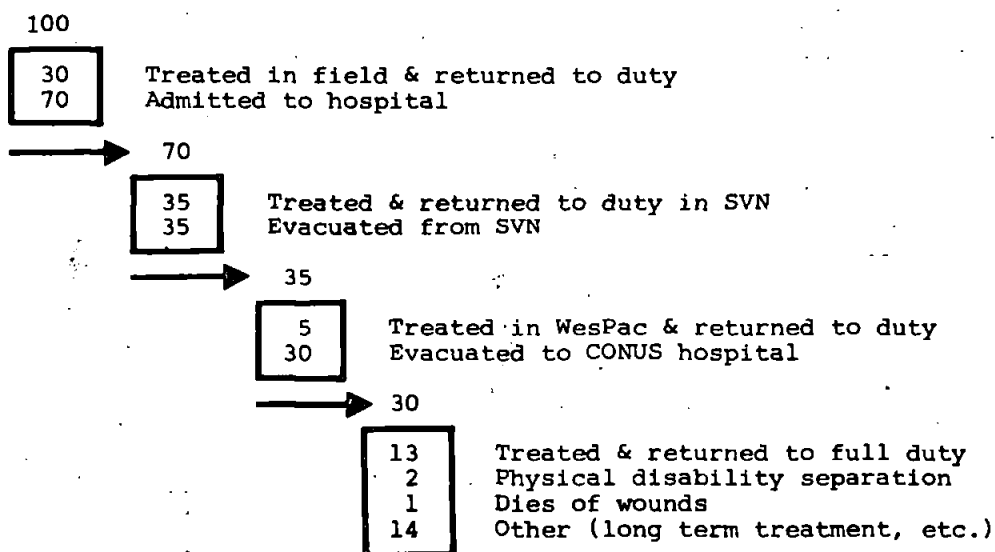 100
30 Treated in field & returned to duty
70 Admitted to hospital
70
35 Treated & returned to duty in SVN
35 Evacuated from SVN
35
5 Treated in WesPac & returned to duty
30 Evacuated to CONUS hospital
30
13 Treated & returned to full duty
2 Physical disability separation
1 Dies of wounds
14 Other (long term treatment, etc.)